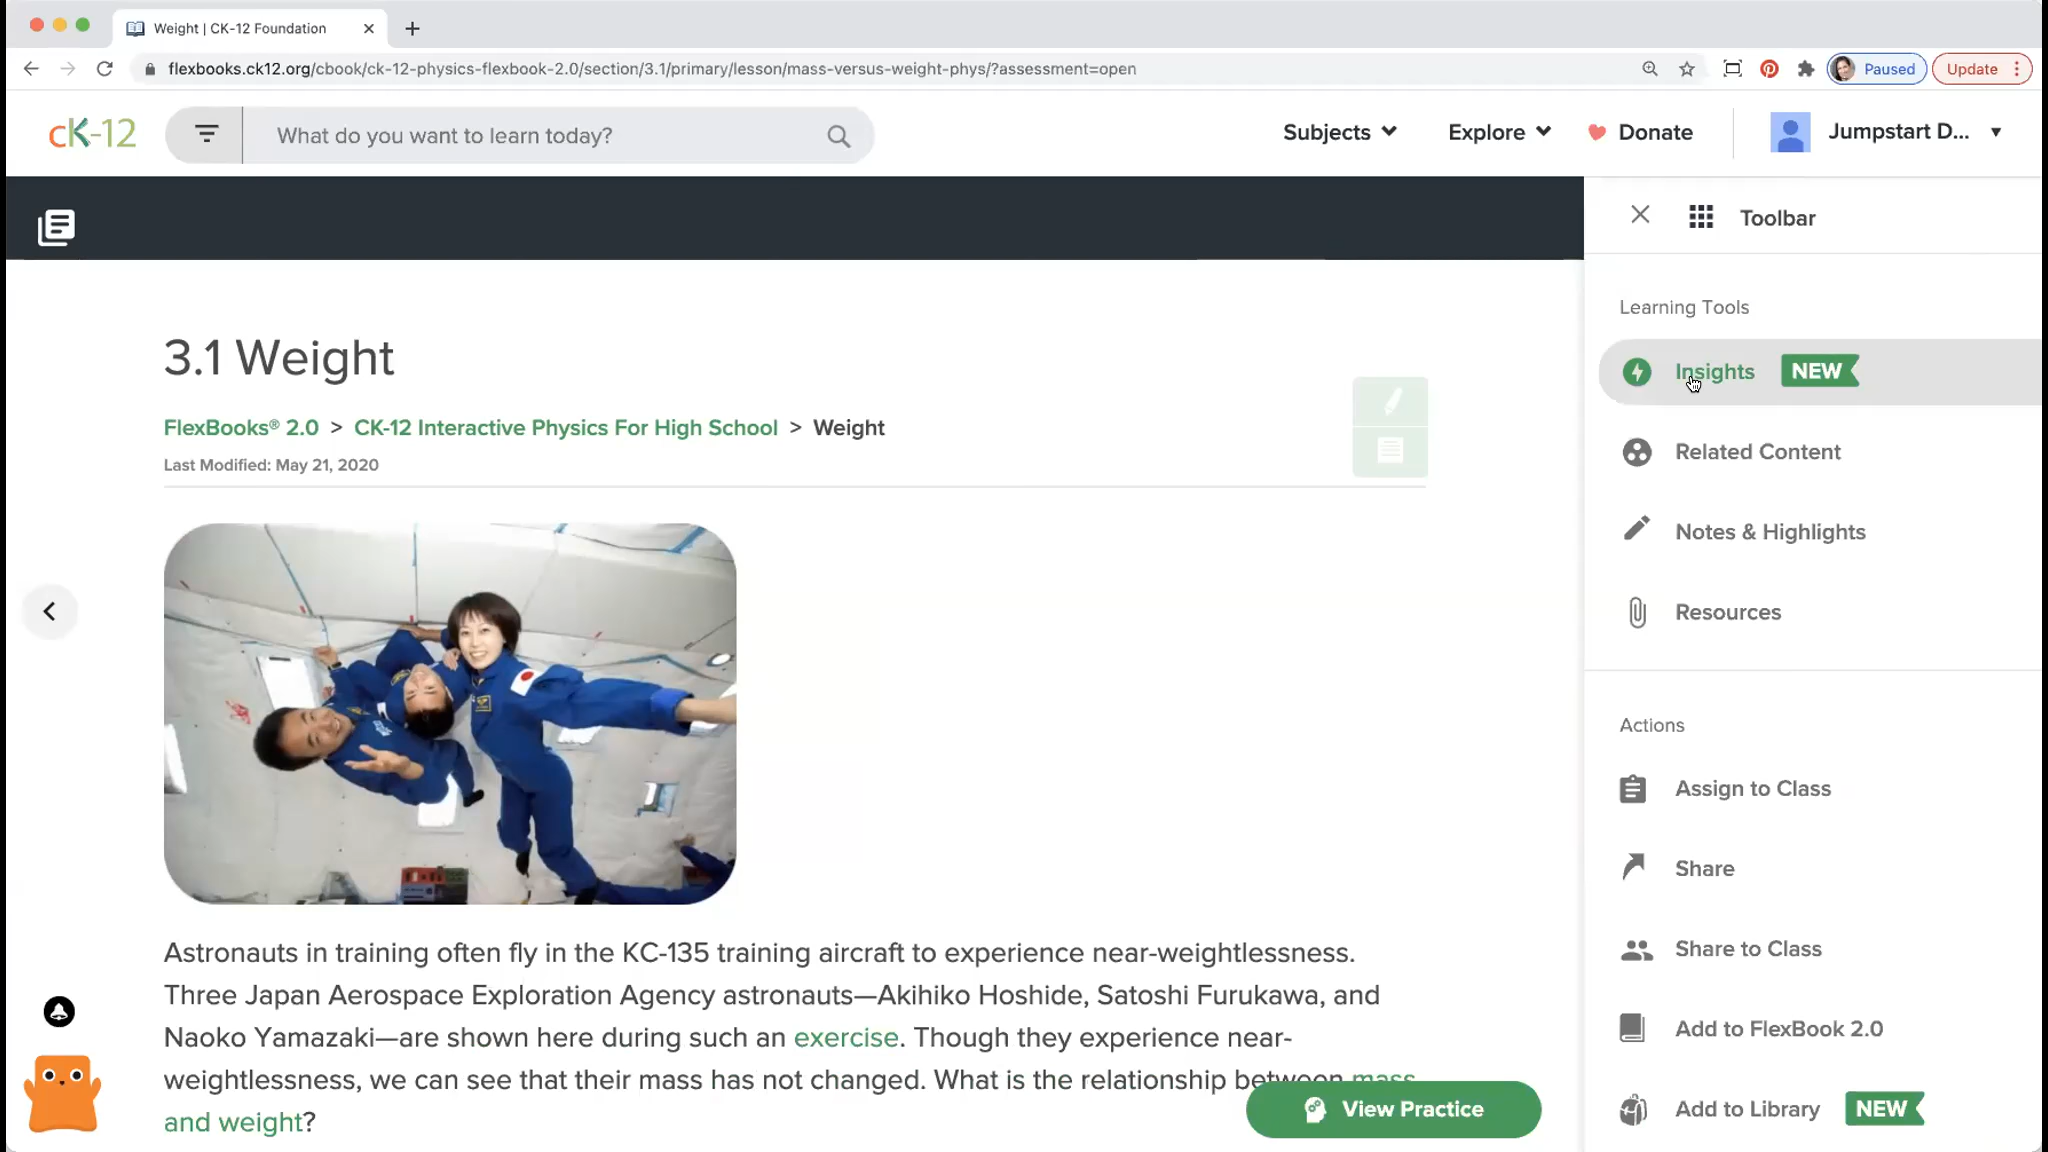 Weight | CK-12 Foundation
flexbooks.ck12.org/cbook/ck-12-physics-flexbook-2.0/section/3.1/primary/lesson/mass-versus-weight-phys/?assessment=open
Paused
Update
cK-12
What do you want to learn today?
Subjects
Explore
Donate
Jumpstart D...
Toolbar
3.1 Weight
FlexBooks® 2.0 > CK-12 Interactive Physics For High School > Weight
Last Modified: May 21, 2020
Astronauts in training often fly in the KC-135 training aircraft to experience near-weightlessness.
Three Japan Aerospace Exploration Agency astronauts—Akihiko Hoshide, Satoshi Furukawa, and
Naoko Yamazaki—are shown here during such an exercise. Though they experience near-
weightlessness, we can see that their mass has not changed. What is the relationship between mass
and weight?
View Practice
Learning Tools
Insights NEW
Related Content
Notes & Highlights
Resources
Actions
Assign to Class
Share
Share to Class
Add to FlexBook 2.0
Add to Library NEW